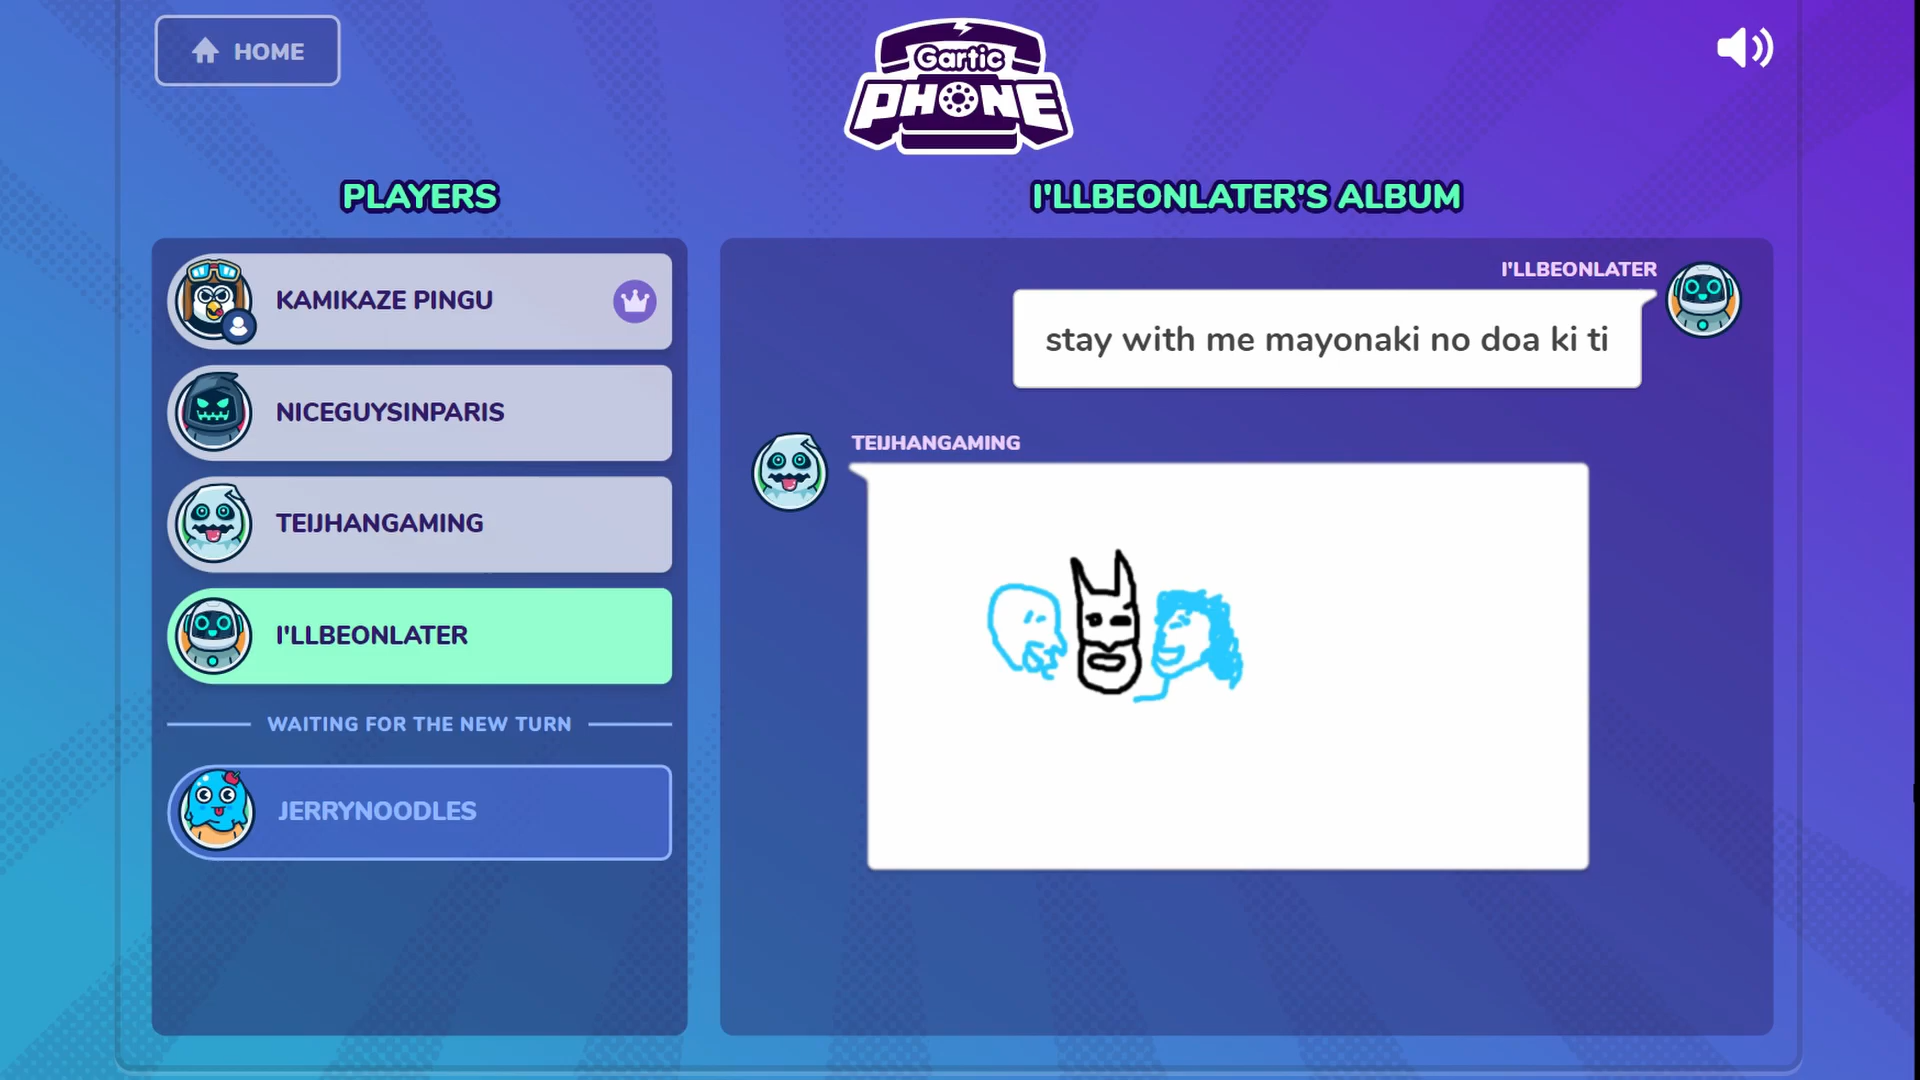 HOME
Gartic
PHONE
PLAYERS
I'LLBEONLATER'S ALBUM
KAMIKAZE PINGU
NICEGUYSINPARIS
TEIJHANGAMING
I'LLBEONLATER
WAITING FOR THE NEW TURN
JERRYNOODLES
I'LLBEONLATER
stay with me mayonaki no doa ki ti
TEIJHANGAMING